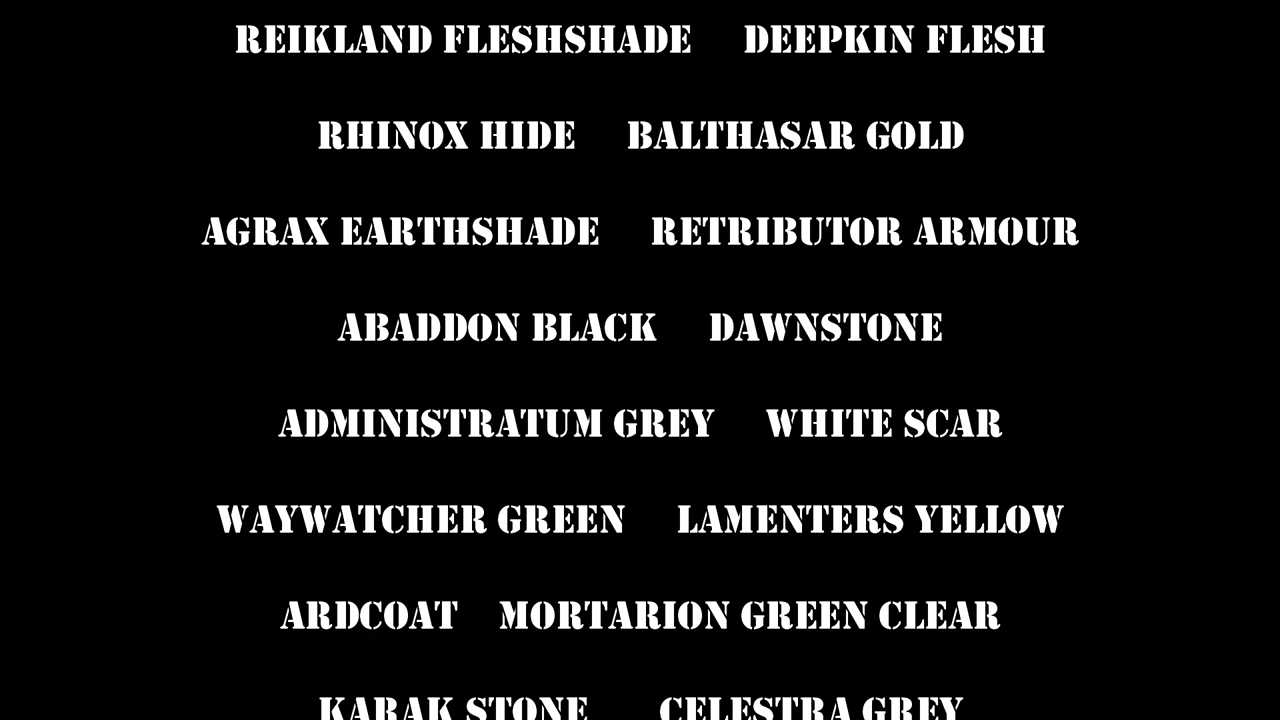 REIKLAND FLESHSHADE DEEPKIN FLESH
RHINOX HIDE BALTHASAR GOLD
AGRAX EARTHSHADE RETRIBUTOR ARMOUR
ABADDON BLACK DAWNSTONE
ADMINISTRATUM GREY WHITE SCAR
WAYWATCHER GREEN LAMENTERS YELLOW
ARDCOAT MORTARION GREEN CLEAR
KARAK STONE CELESTRA GREY